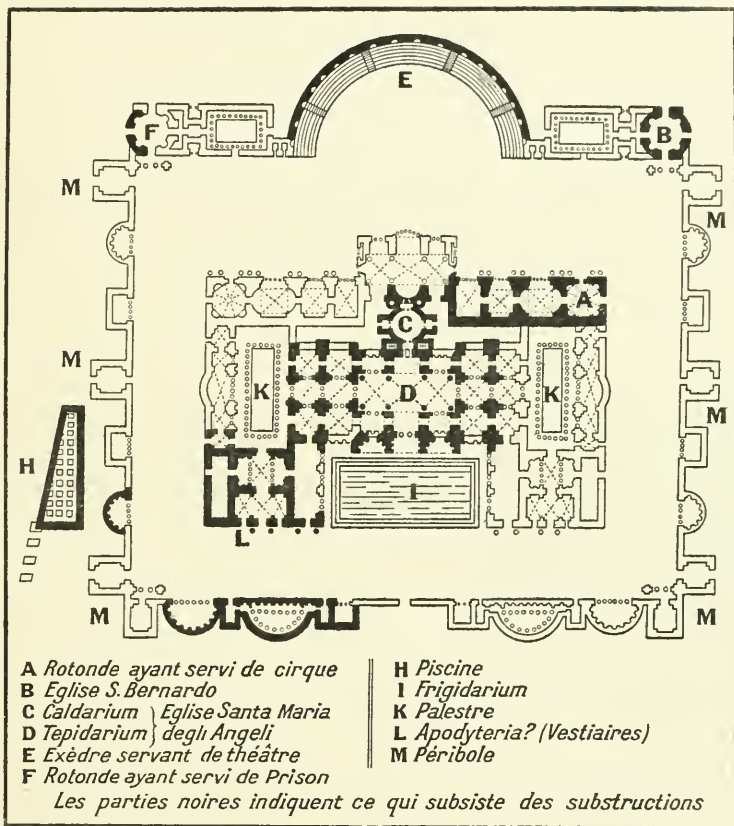 E
F
B
M
M
A
C
M
K
D
K
M
H
I
L
M
M
A Rotonde ayant servi de cirque
B Eglise S. Bernardo
C Caldarium } Eglise Santa Maria
D Tepidarium } degli Angeli
E Exèdre servant de théâtre
F Rotonde ayant servi de Prison
H Piscine
I Frigidarium
K Palestre
L Apodyteria? (Vestiaires)
M Péribole
Les parties noires indiquent ce qui subsiste des substructions